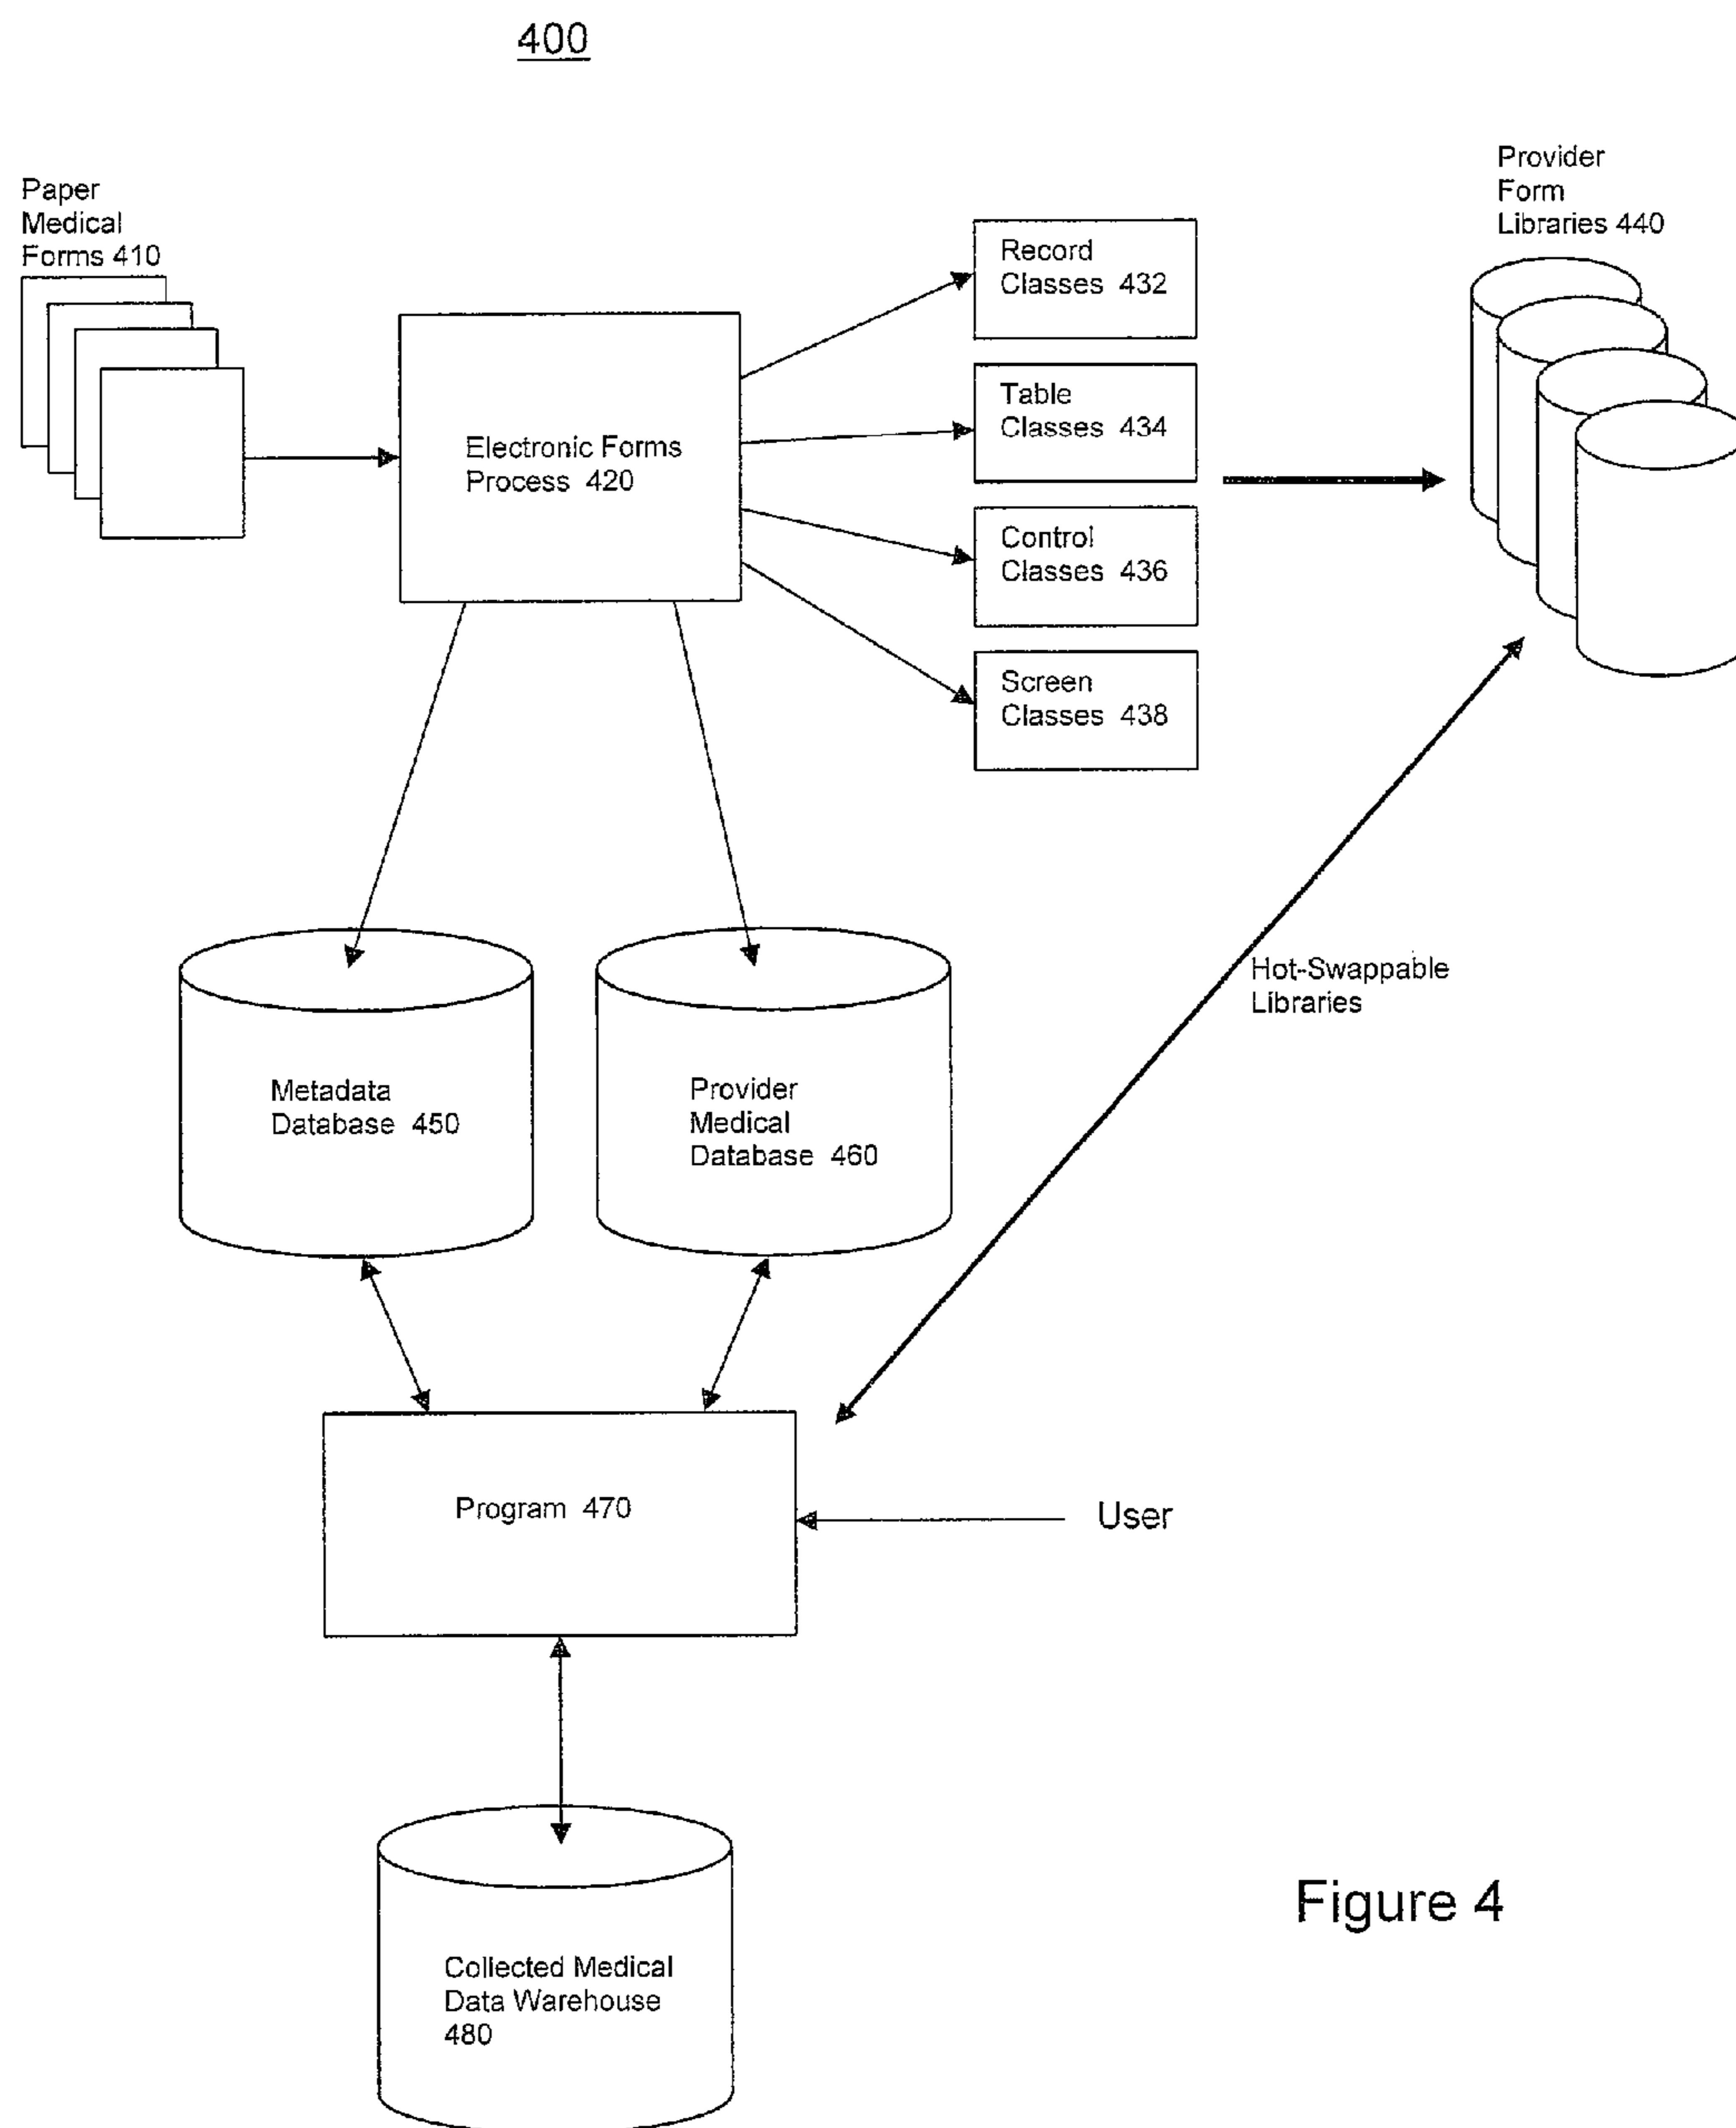 400
Paper
Medical
Forms 410
Provider
Form
Libraries 440
Record
Classes 432
Table
Classes 434
Electronic Forms
Process 420
Control
Classes 436
Screen
Classes 438
Hot-Swappable
Libraries
Metadata
Database 450
Provider
Medical
Database 460
Program 470
User
Figure 4
Collected Medical
Data Warehouse
480